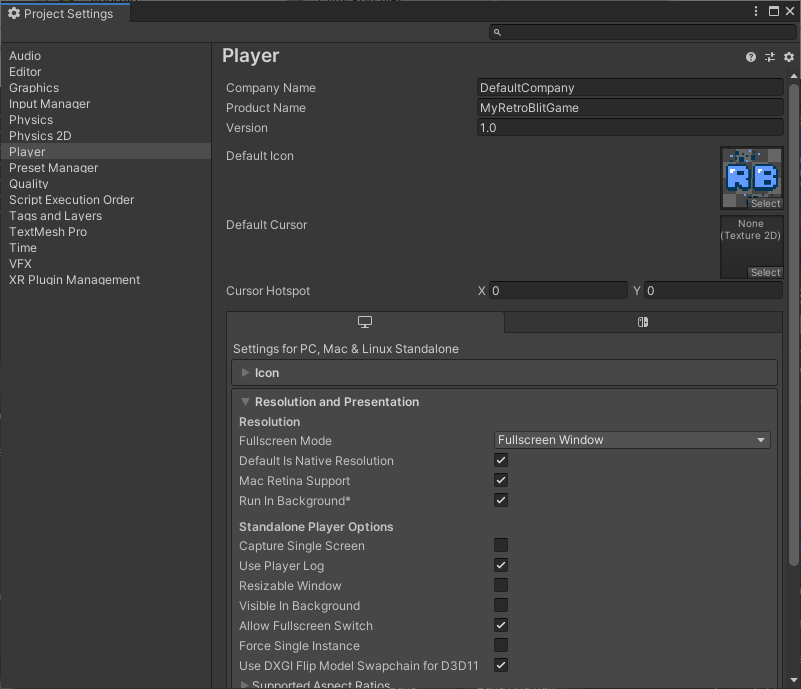 Project Settings
Audio
Editor
Graphics
Input Manager
Physics
Physics 2D
Player
Preset Manager
Quality
Script Execution Order
Tags and Layers
TextMesh Pro
Time
VFX
XR Plugin Management
Player
Company Name DefaultCompany
Product Name MyRetroBlitGame
Version 1.0
Default Icon
RB
Select
Default Cursor
None
(Texture 2D)
Select
Cursor Hotspot X 0 Y 0
Settings for PC, Mac & Linux Standalone
Icon
Resolution and Presentation
Resolution
Fullscreen Mode Fullscreen Window
Default Is Native Resolution
Mac Retina Support
Run In Background*
Standalone Player Options
Capture Single Screen
Use Player Log
Resizable Window
Visible In Background
Allow Fullscreen Switch
Force Single Instance
Use DXGI Flip Model Swapchain for D3D11
Supported Aspect Ratios